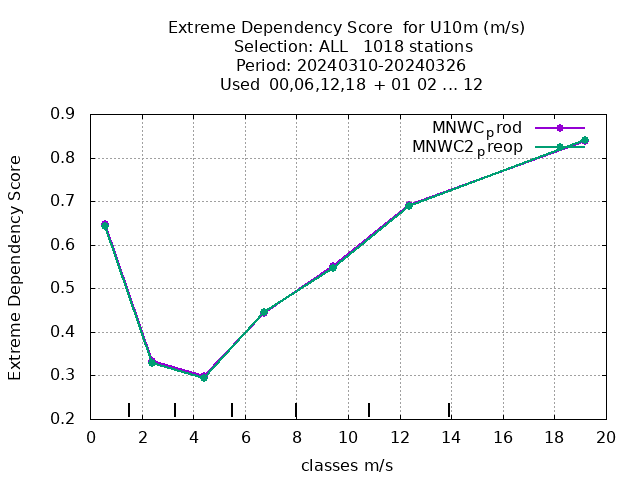 Extreme Dependency Score  for U10m (m/s)
Selection: ALL   1018 stations
Period: 20240310-20240326
Used  00,06,12,18  + 01 02 ... 12
MNWCprod
MNWC2preop
Extreme Dependency Score
0.9
0.8
0.7
0.6
0.5
0.4
0.3
0.2
0 2 4 6 8 10 12 14 16 18 20
classes m/s